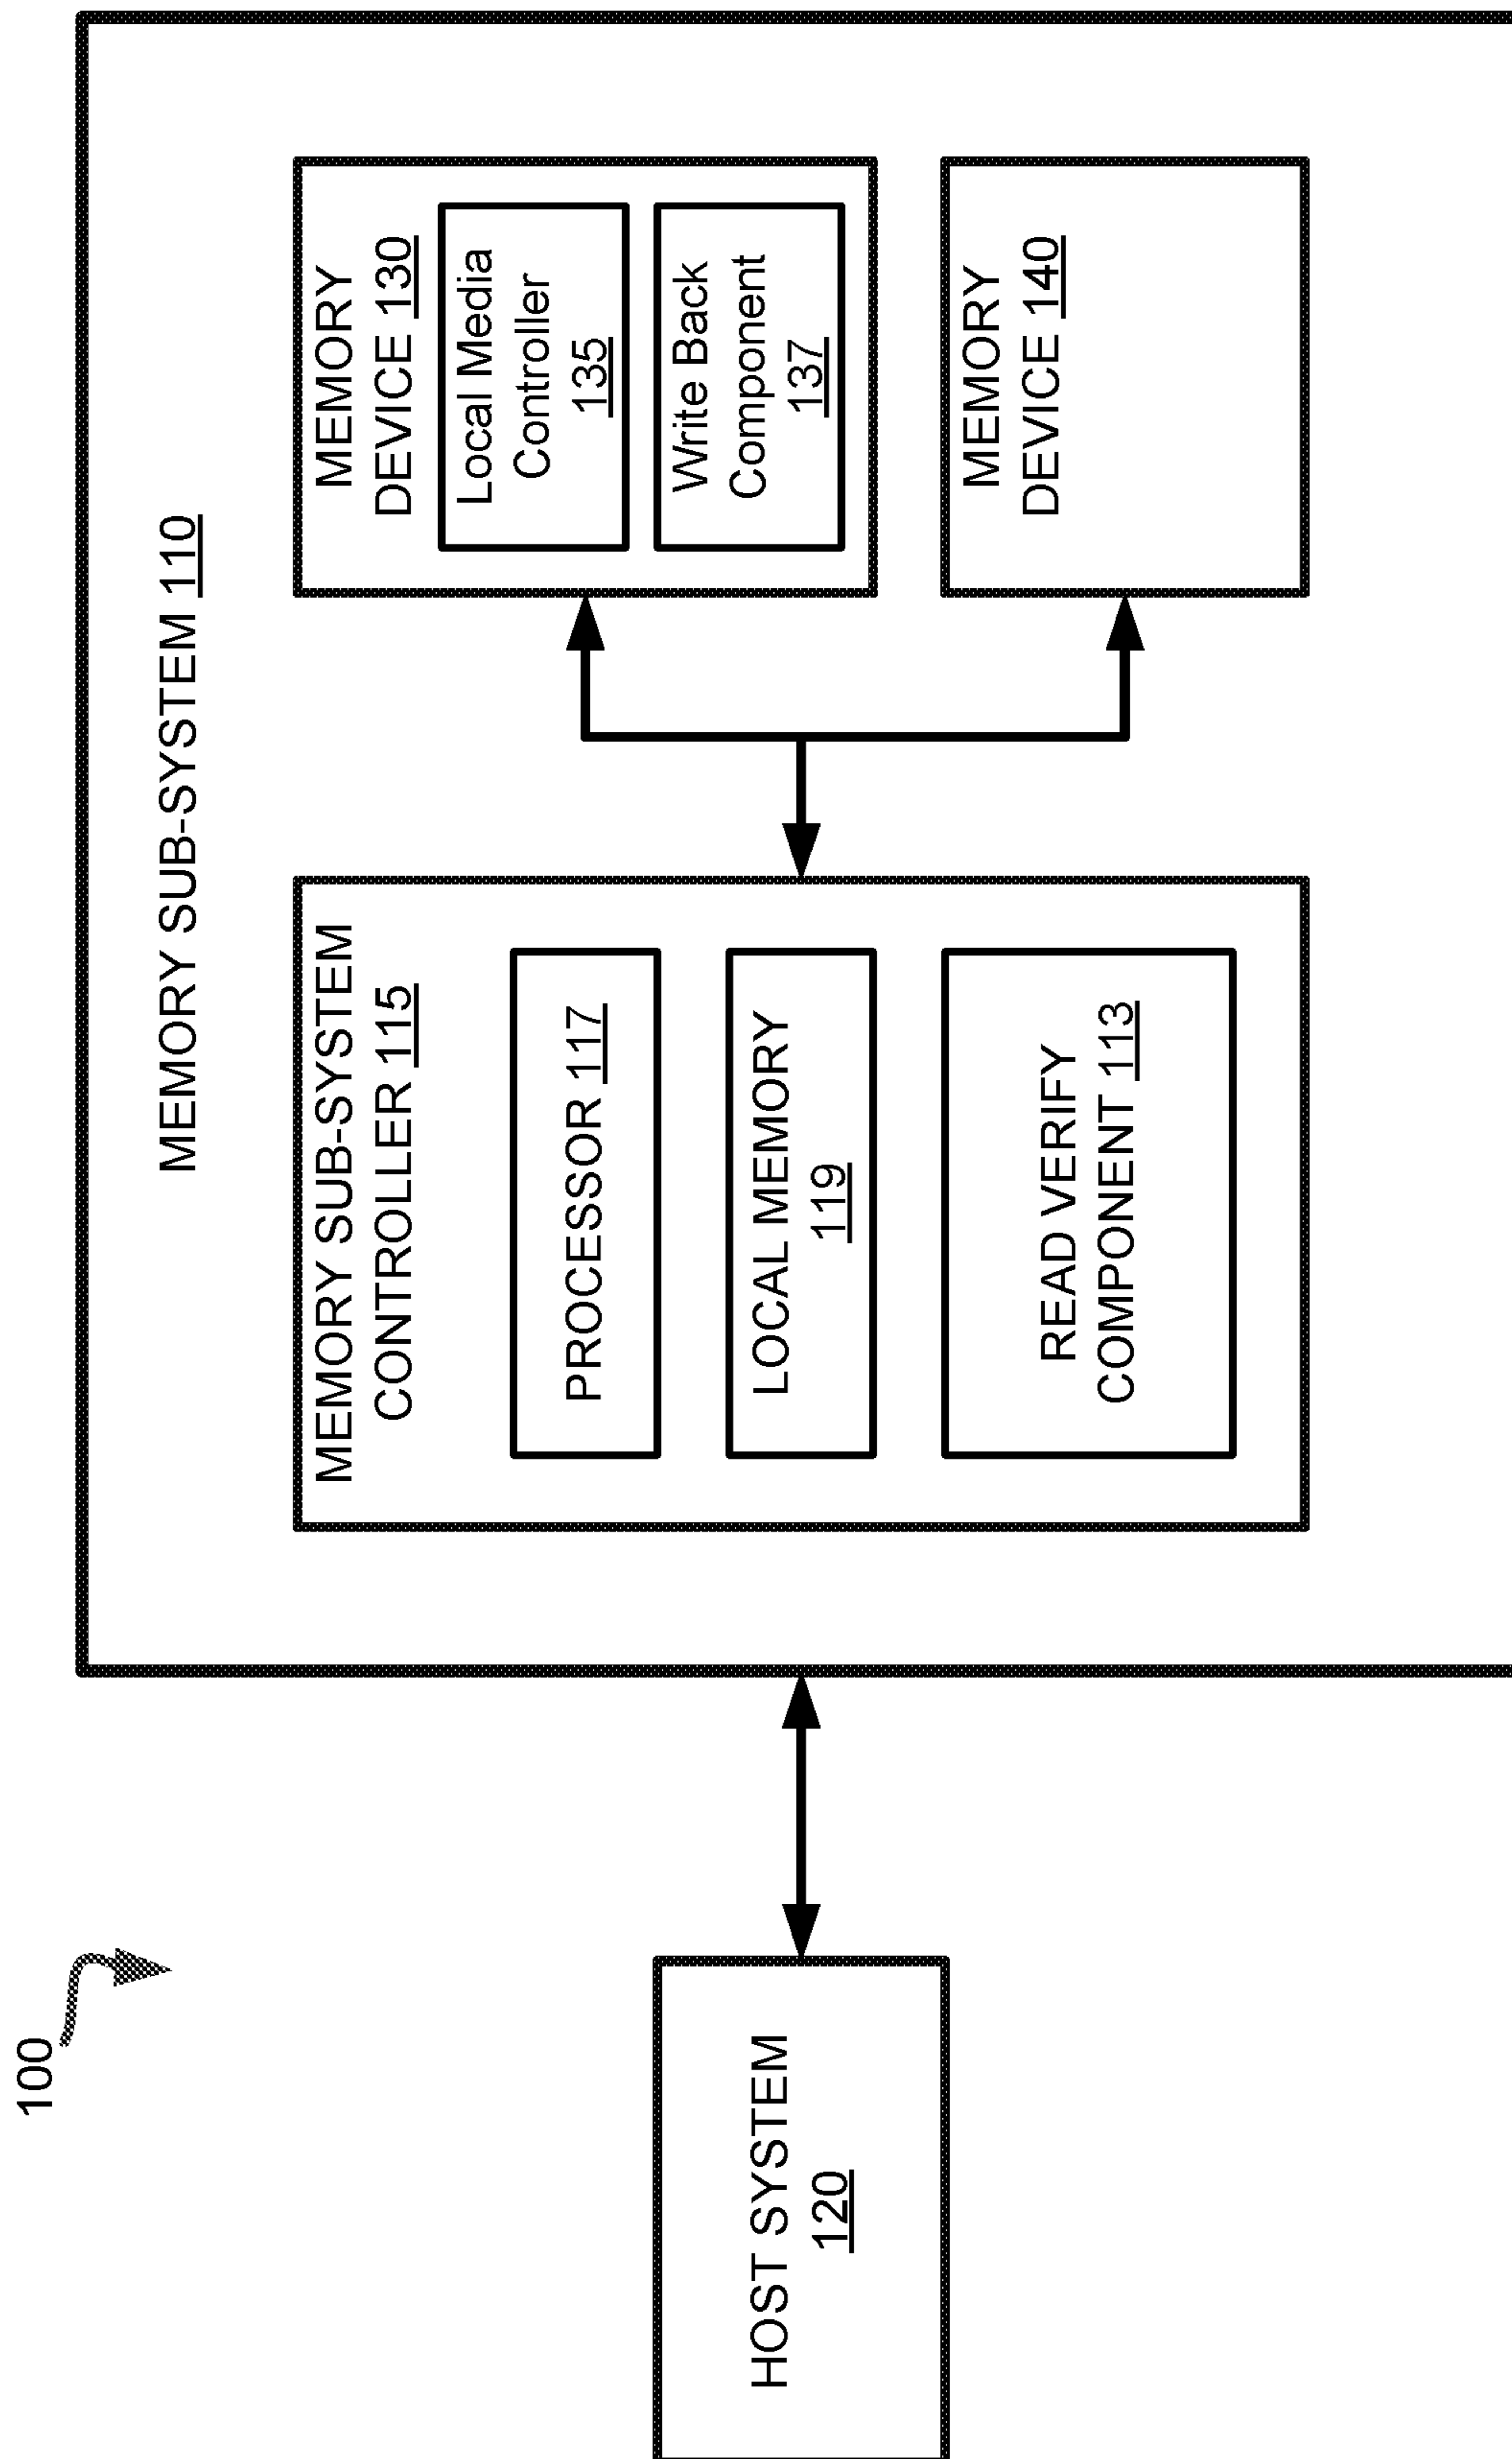 100
MEMORY SUB-SYSTEM 110
HOST SYSTEM
120
MEMORY SUB-SYSTEM
CONTROLLER 115
PROCESSOR 117
LOCAL MEMORY
119
READ VERIFY
COMPONENT 113
MEMORY
DEVICE 130
Local Media
Controller
135
Write Back
Component
137
MEMORY
DEVICE 140